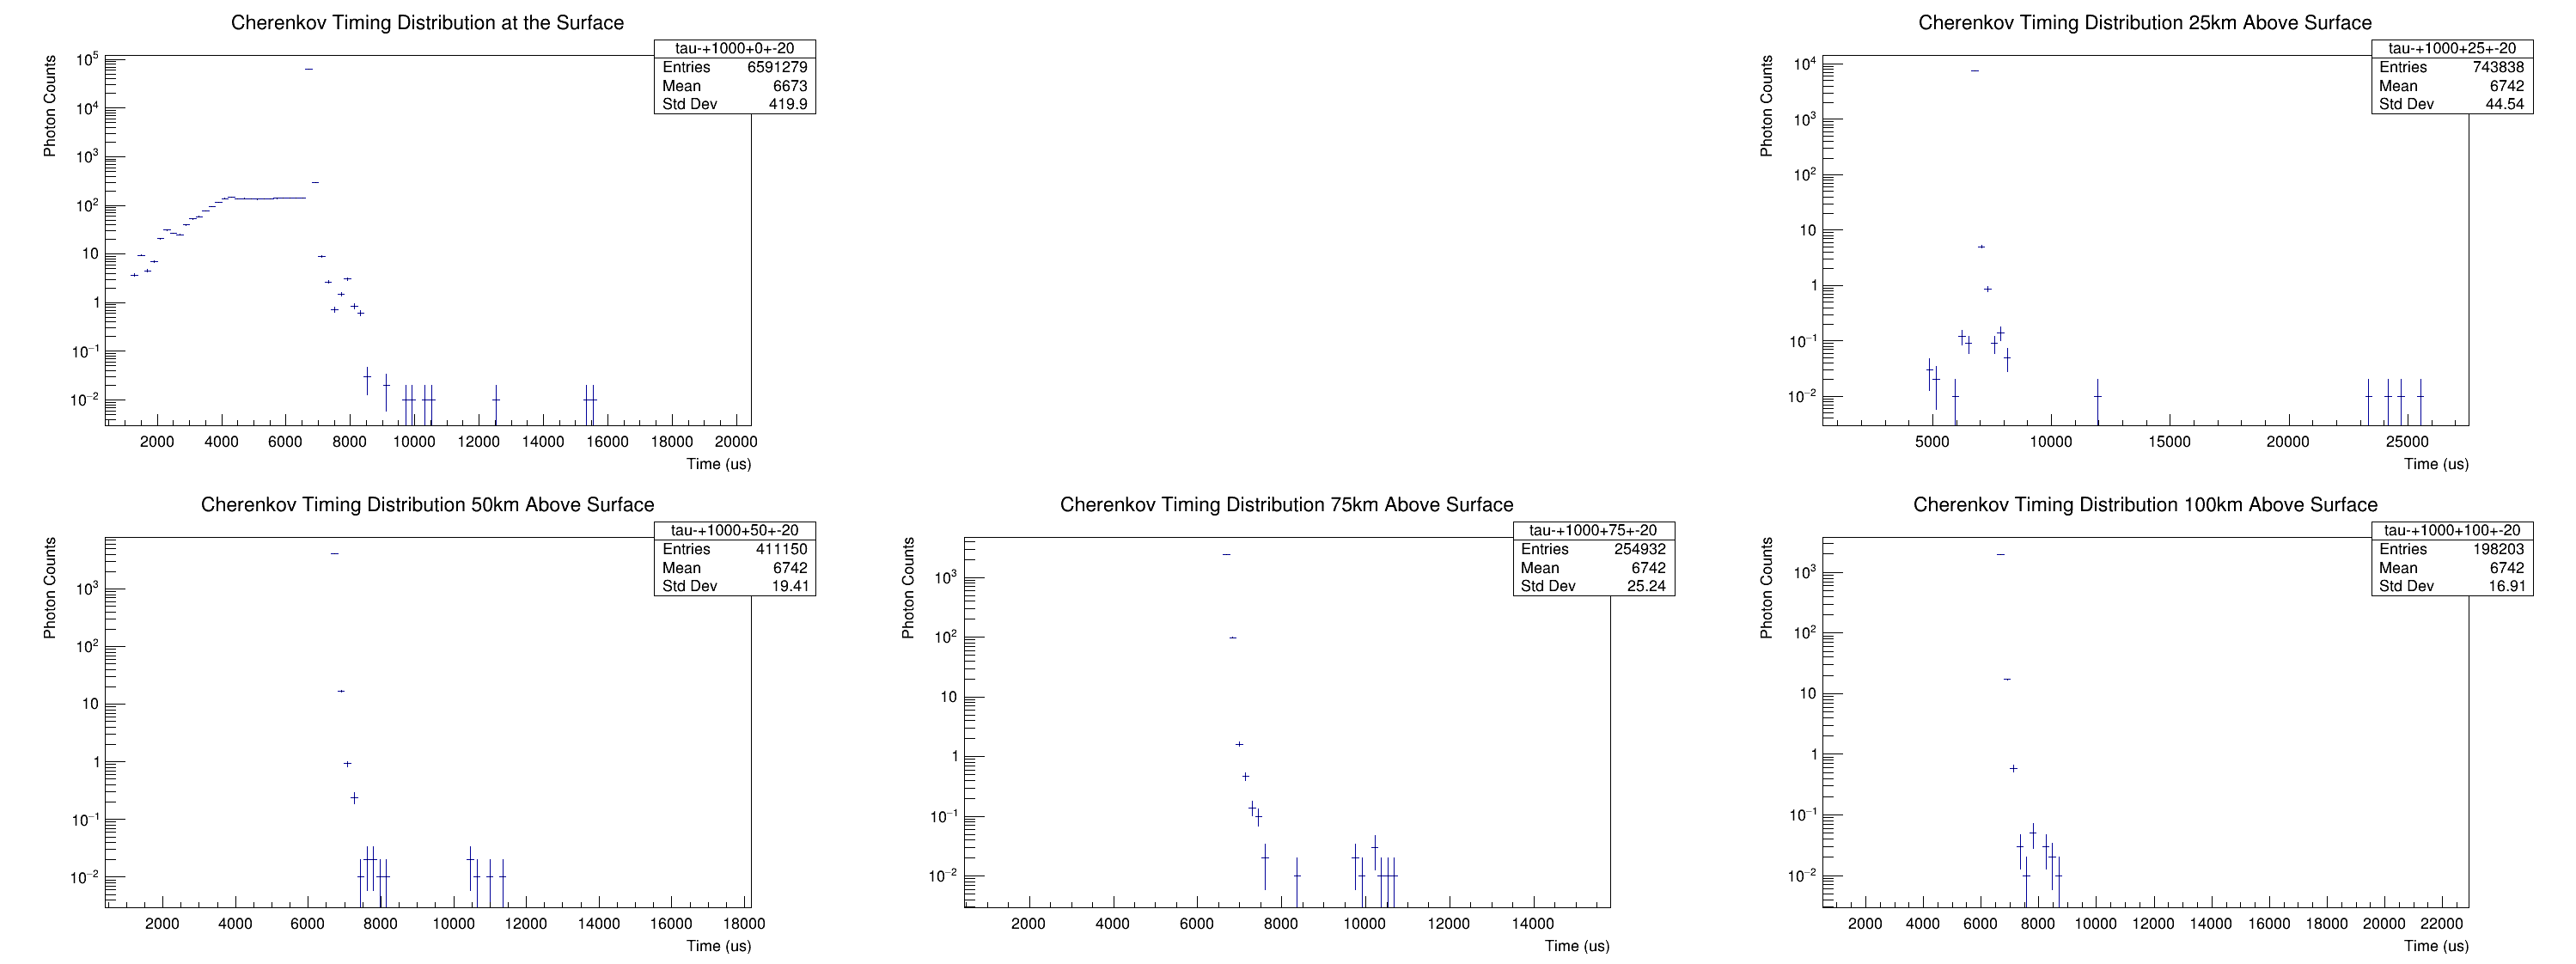 Cherenkov Timing Distribution at the Surface
tau-+1000+0+-20
Entries 6591279
Mean 6673
Std Dev 419.9
Photon Counts
10^5
10^4
10^3
10^2
10
1
10^−1
10^−2
2000 4000 6000 8000 10000 12000 14000 16000 18000 20000
Time (us)
Cherenkov Timing Distribution 25km Above Surface
tau-+1000+25+-20
Entries 743838
Mean 6742
Std Dev 44.54
Photon Counts
10^4
10^3
10^2
10
1
10^−1
10^−2
5000 10000 15000 20000 25000
Time (us)
Cherenkov Timing Distribution 50km Above Surface
tau-+1000+50+-20
Entries 411150
Mean 6742
Std Dev 19.41
Photon Counts
10^3
10^2
10
1
10^−1
10^−2
2000 4000 6000 8000 10000 12000 14000 16000 18000
Time (us)
Cherenkov Timing Distribution 75km Above Surface
tau-+1000+75+-20
Entries 254932
Mean 6742
Std Dev 25.24
Photon Counts
10^3
10^2
10
1
10^−1
10^−2
2000 4000 6000 8000 10000 12000 14000
Time (us)
Cherenkov Timing Distribution 100km Above Surface
tau-+1000+100+-20
Entries 198203
Mean 6742
Std Dev 16.91
Photon Counts
10^3
10^2
10
1
10^−1
10^−2
2000 4000 6000 8000 10000 12000 14000 16000 18000 20000 22000
Time (us)